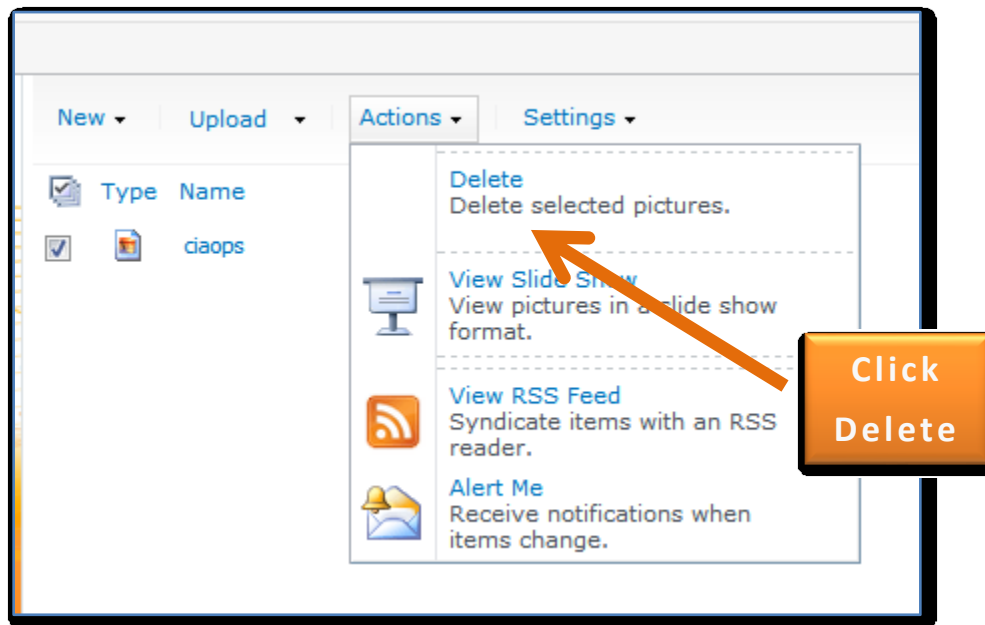 New Upload Actions Settings
Type Name
ciaops
Delete
Delete selected pictures.
View Slide Show
View pictures in a slide show
format.
View RSS Feed
Syndicate items with an RSS
reader.
Alert Me
Receive notifications when
items change.
Click
Delete